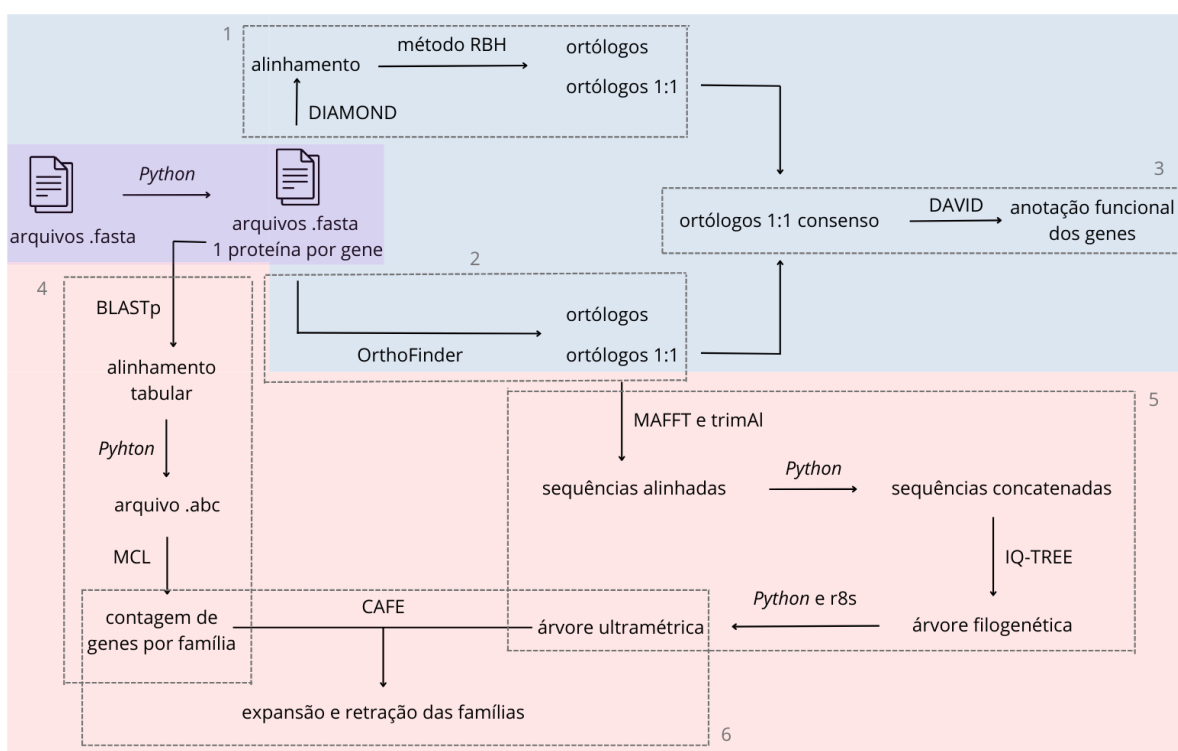 1
alinhamento
método RBH
ortólogos
ortólogos 1:1
DIAMOND
arquivos .fasta
Python
arquivos .fasta
1 proteína por gene
3
ortólogos 1:1 consenso
DAVID
anotação funcional
dos genes
2
ortólogos
ortólogos 1:1
OrthoFinder
4
BLASTp
alinhamento
tabular
Pyhton
arquivo .abc
MCL
contagem de
genes por família
5
MAFFT e trimAl
sequências alinhadas
Python
sequências concatenadas
IQ-TREE
árvore filogenética
Python e r8s
árvore ultramétrica
CAFE
expansão e retração das famílias
6